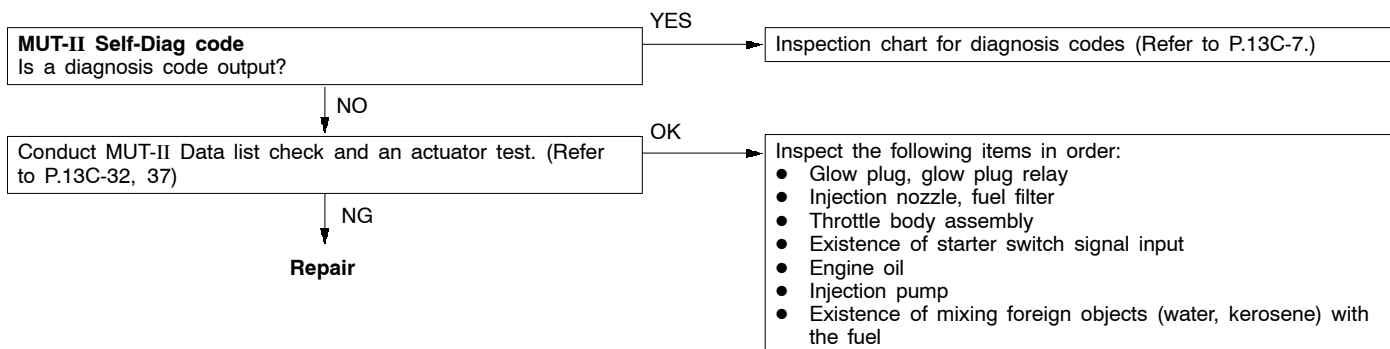 MUT-II Self-Diag code
Is a diagnosis code output?
YES
Inspection chart for diagnosis codes (Refer to P.13C-7.)
NO
Conduct MUT-II Data list check and an actuator test. (Refer
to P.13C-32, 37)
OK
Inspect the following items in order:
● Glow plug, glow plug relay
● Injection nozzle, fuel filter
● Throttle body assembly
● Existence of starter switch signal input
● Engine oil
● Injection pump
● Existence of mixing foreign objects (water, kerosene) with
the fuel
NG
Repair